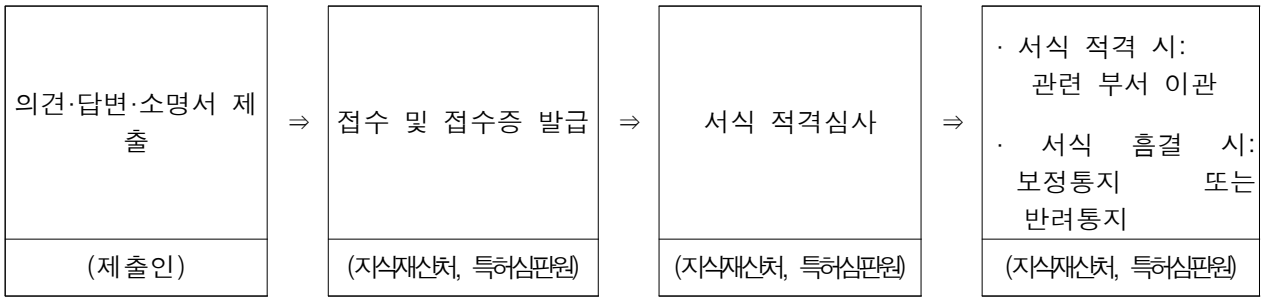 의견·답변·소명서 제
출
(제출인)
⇒
접수 및 접수증 발급
(지식재산처, 특허심판원)
⇒
서식 적격심사
(지식재산처, 특허심판원)
⇒
· 서식 적격 시:
관련 부서 이관
· 서식 흠결 시:
보정통지 또는
반려통지
(지식재산처, 특허심판원)